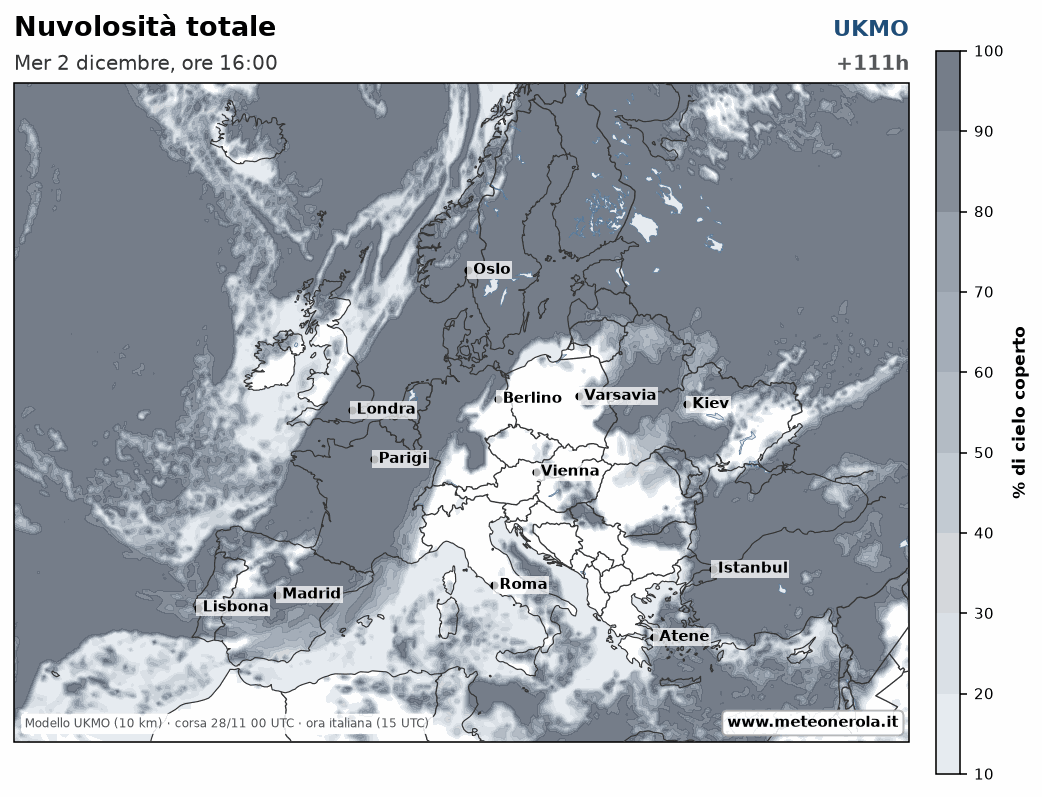 Nuvolosità totale
UKMO
Mer 2 dicembre, ore 16:00
+111h
100
90
80
70
60
50
40
30
20
10
% di cielo coperto
Oslo
Londra
Berlino
Varsavia
Kiev
Parigi
Vienna
Istanbul
Roma
Madrid
Lisbona
Atene
Modello UKMO (10 km) · corsa 28/11 00 UTC · ora italiana (15 UTC)
www.meteonerola.it